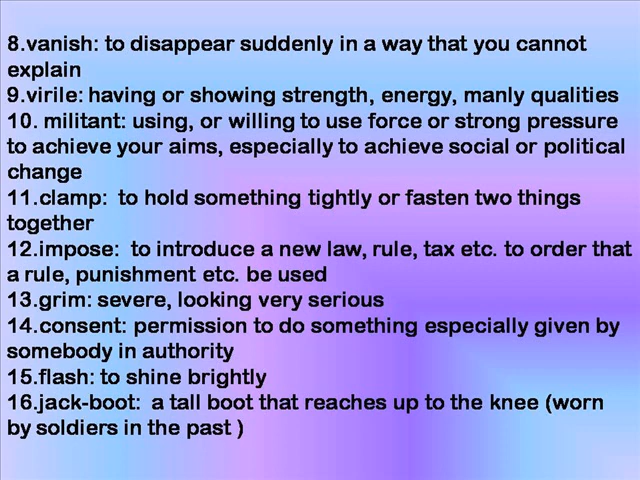 8.vanish: to disappear suddenly in a way that you cannot
explain
9.virile: having or showing strength, energy, manly qualities
10. militant: using, or willing to use force or strong pressure
to achieve your aims, especially to achieve social or political
change
11.clamp:  to hold something tightly or fasten two things
together
12.impose:  to introduce a new law, rule, tax etc. to order that
a rule, punishment etc. be used
13.grim: severe, looking very serious
14.consent: permission to do something especially given by
somebody in authority
15.flash: to shine brightly
16.jack-boot:  a tall boot that reaches up to the knee (worn
by soldiers in the past )